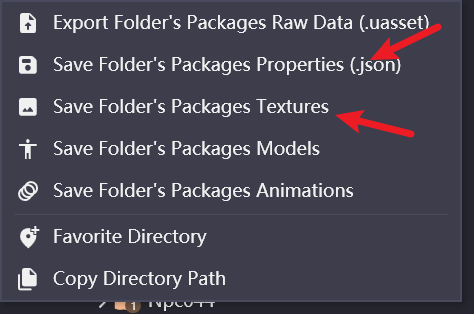 Export Folder's Packages Raw Data (.uasset)
Save Folder's Packages Properties (.json)
Save Folder's Packages Textures
Save Folder's Packages Models
Save Folder's Packages Animations
Favorite Directory
Copy Directory Path
1